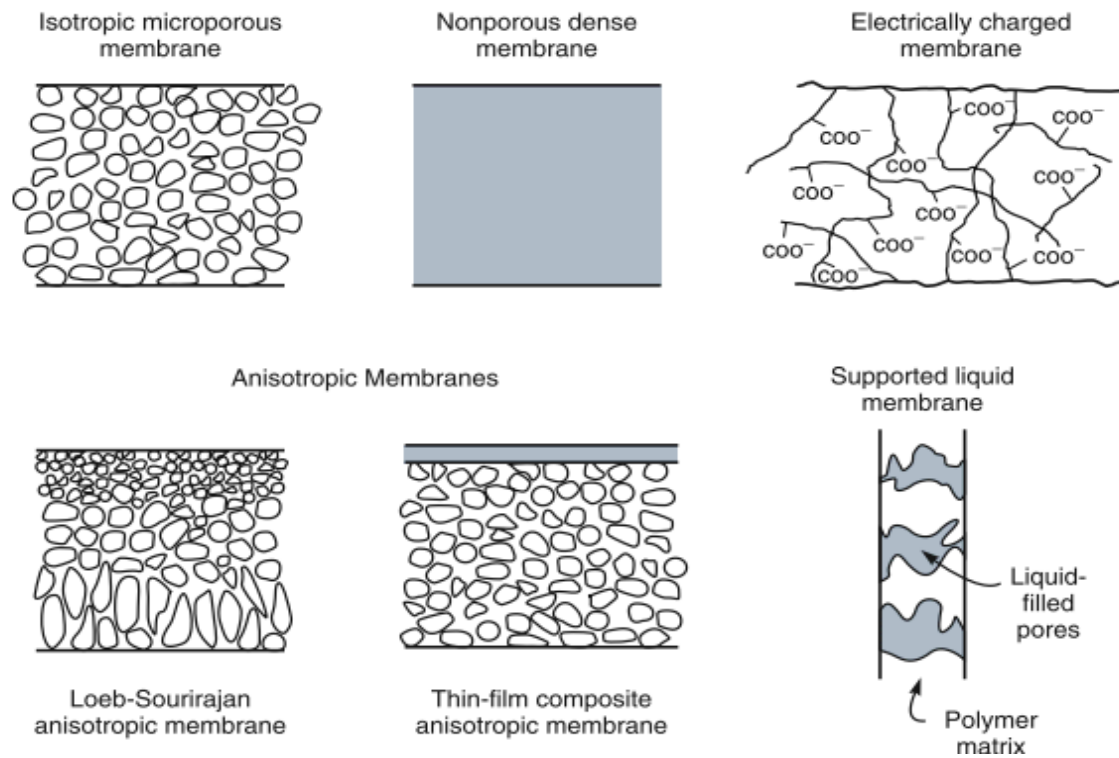 Isotropic microporous
membrane
Nonporous dense
membrane
Electrically charged
membrane
COO⁻
COO⁻
COO⁻
COO⁻
COO⁻
COO⁻
COO⁻
COO⁻
COO⁻
COO⁻
COO⁻
COO⁻
Anisotropic Membranes
Supported liquid
membrane
Liquid-
filled
pores
Polymer
matrix
Loeb-Sourirajan
anisotropic membrane
Thin-film composite
anisotropic membrane